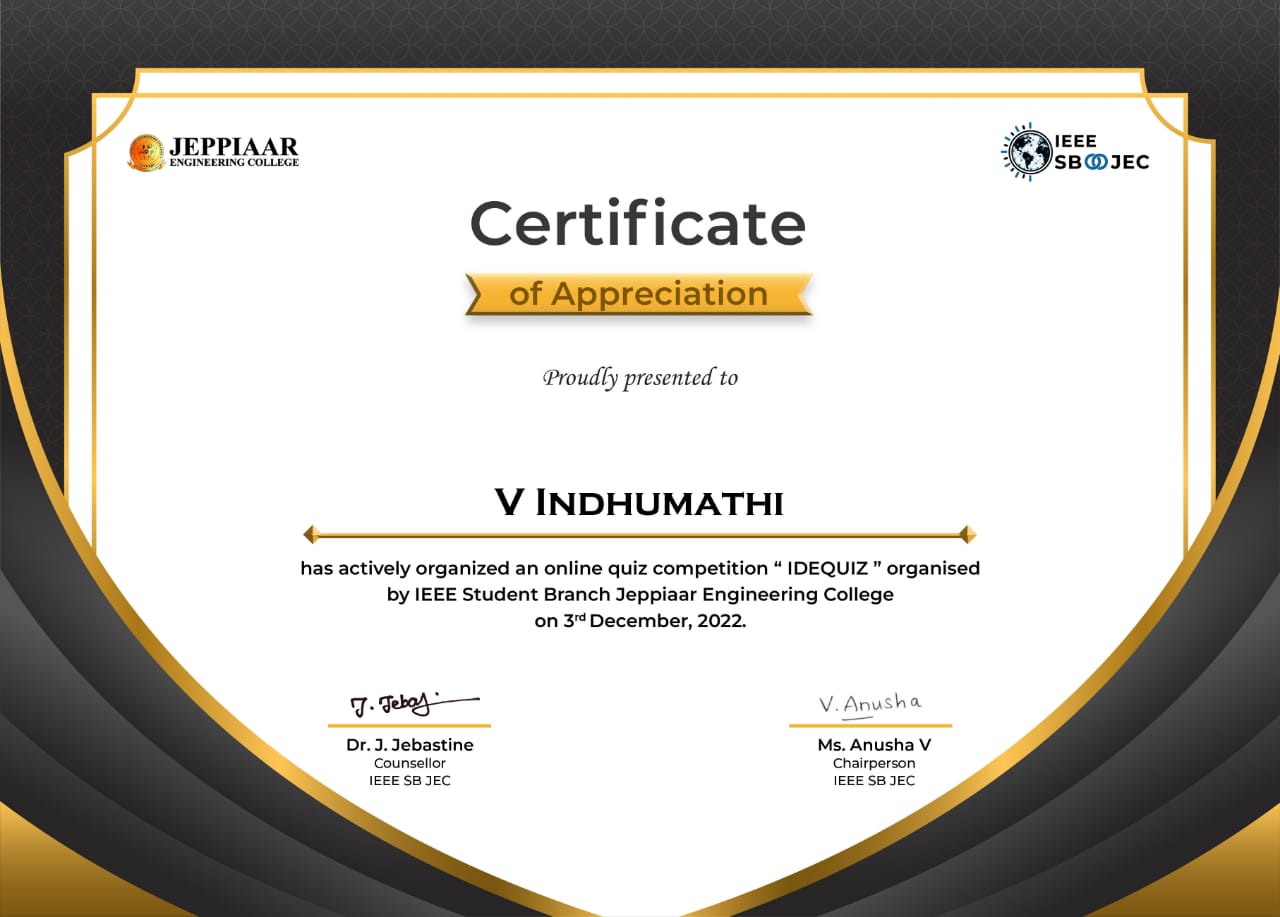 JEPPIAAR
ENGINEERING COLLEGE
IEEE
SB JEC
Certificate
of Appreciation
Proudly presented to
V INDHUMATHI
has actively organized an online quiz competition “ IDEQUIZ ” organised
by IEEE Student Branch Jeppiaar Engineering College
on 3rd December, 2022.
J. Jebaj
V. Anusha
Dr. J. Jebastine
Counsellor
IEEE SB JEC
Ms. Anusha V
Chairperson
IEEE SB JEC